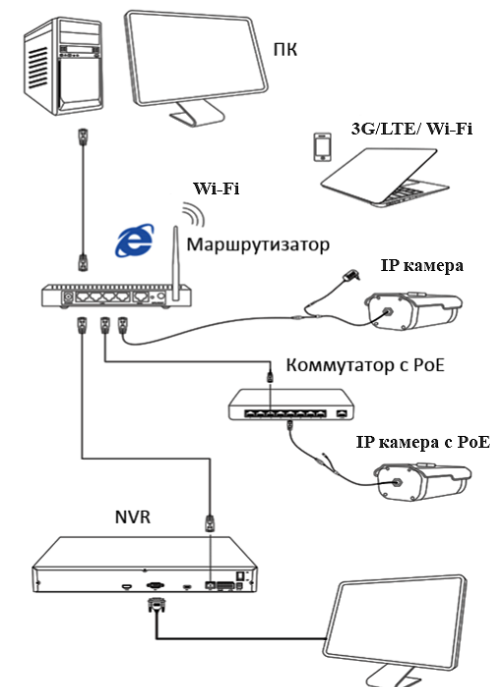 ПК
3G/LTE/ Wi-Fi
Wi-Fi
Маршрутизатор
IP камера
Коммутатор с PoE
IP камера с PoE
NVR